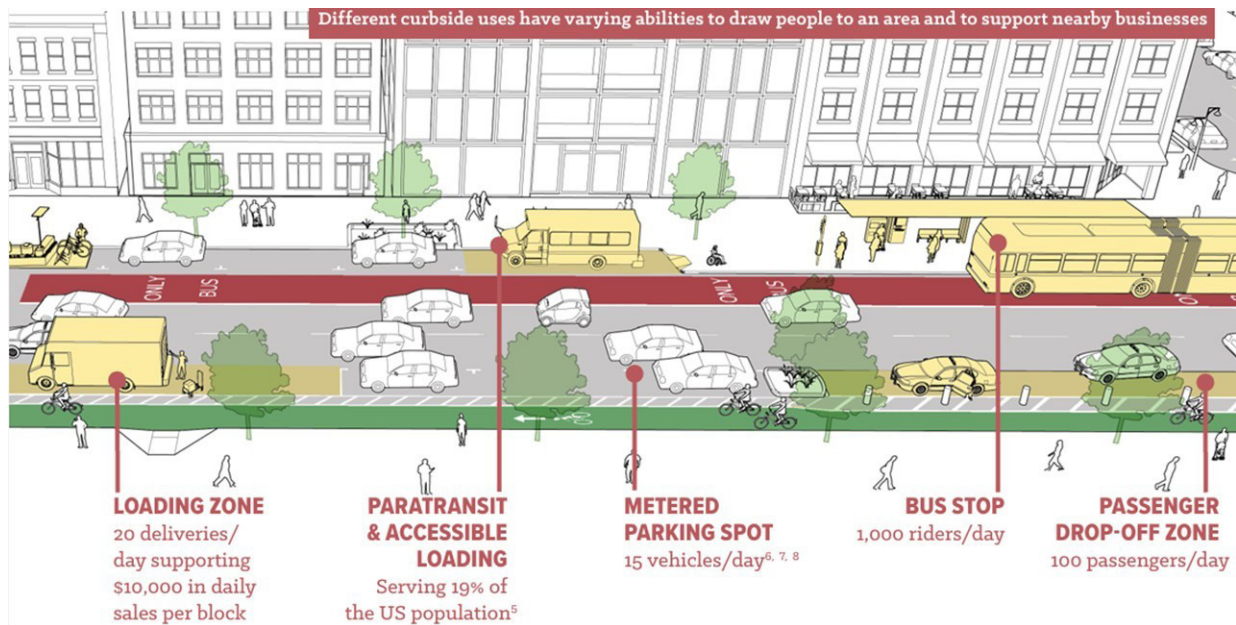 Different curbside uses have varying abilities to draw people to an area and to support nearby businesses
ONLY
BUS
ONLY
BUS
LOADING ZONE
20 deliveries/
day supporting
$10,000 in daily
sales per block
PARATRANSIT
& ACCESSIBLE
LOADING
Serving 19% of
the US population⁵
METERED
PARKING SPOT
15 vehicles/day⁶, ⁷, ⁸
BUS STOP
1,000 riders/day
PASSENGER
DROP-OFF ZONE
100 passengers/day